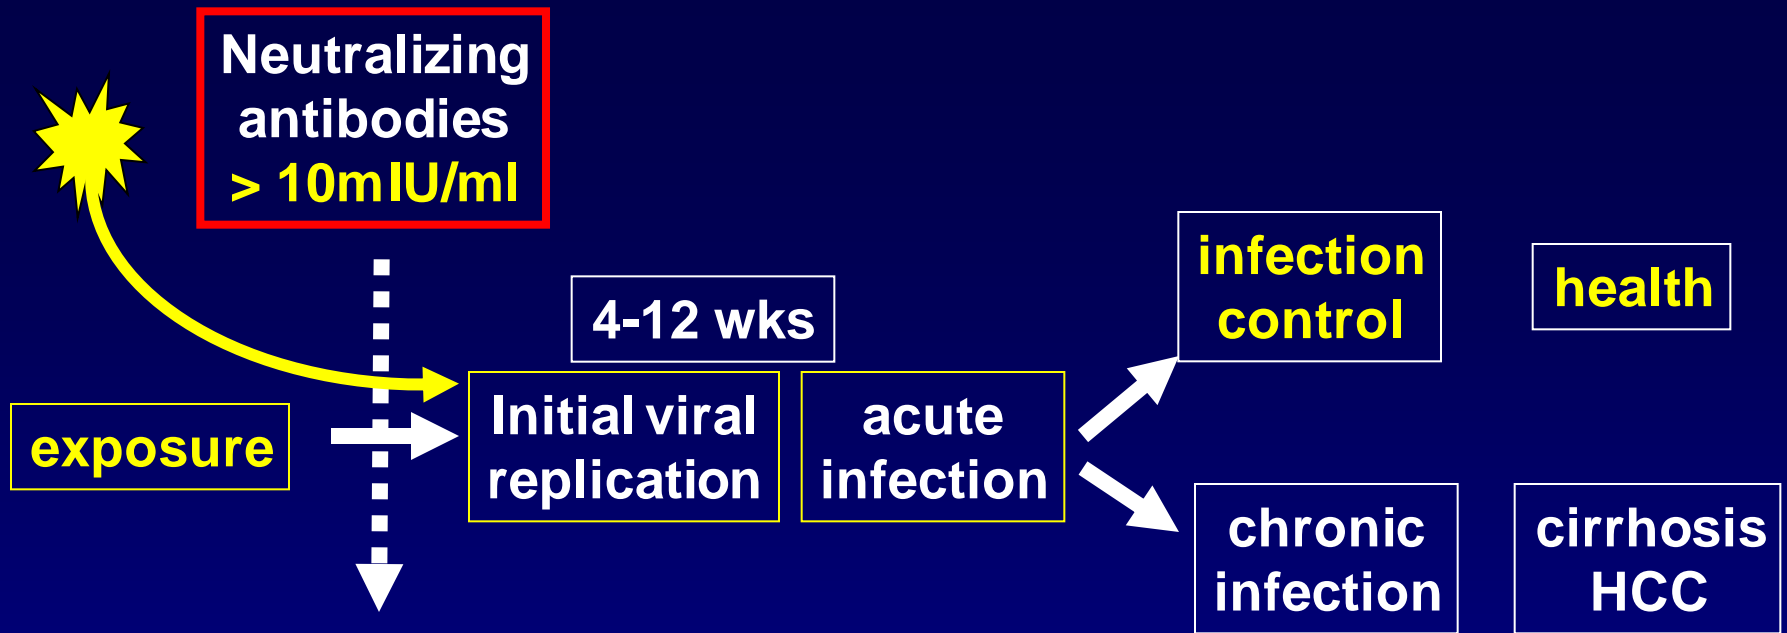 Neutralizing
antibodies
> 10mIU/ml
exposure
4-12 wks
Initial viral
replication
acute
infection
infection
control
health
chronic
infection
cirrhosis
HCC